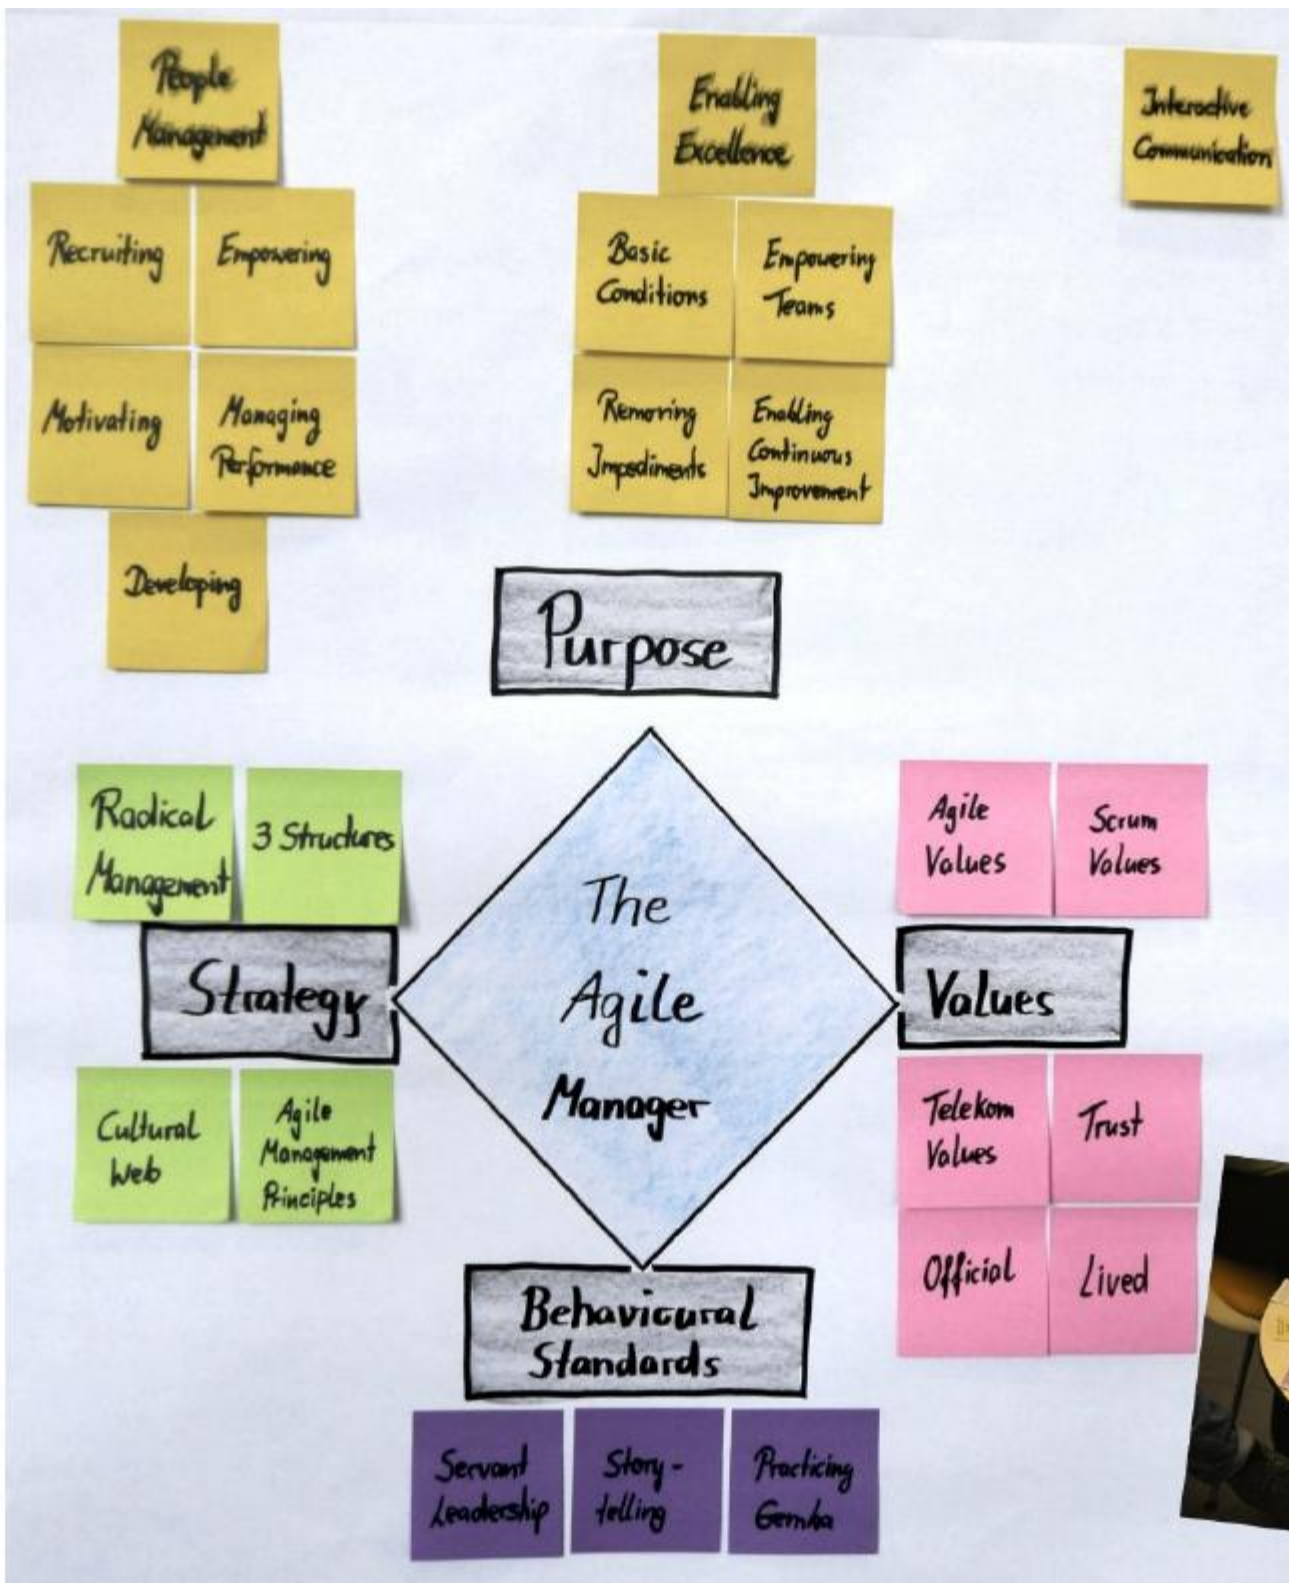 People
Management
Enabling
Excellence
Interactive
Communication
Recruiting
Empowering
Basic
Conditions
Empowering
Teams
Motivating
Managing
Performance
Removing
Impediments
Enabling
Continuous
Improvement
Developing
Purpose
Radical
Management
3 Structures
Agile
Values
Scrum
Values
The
Agile
Manager
Strategy
Values
Cultural
Web
Agile
Management
Principles
Telekom
Values
Trust
Official
Lived
Behavioural
Standards
Servant
Leadership
Story-
telling
Practicing
Gemba